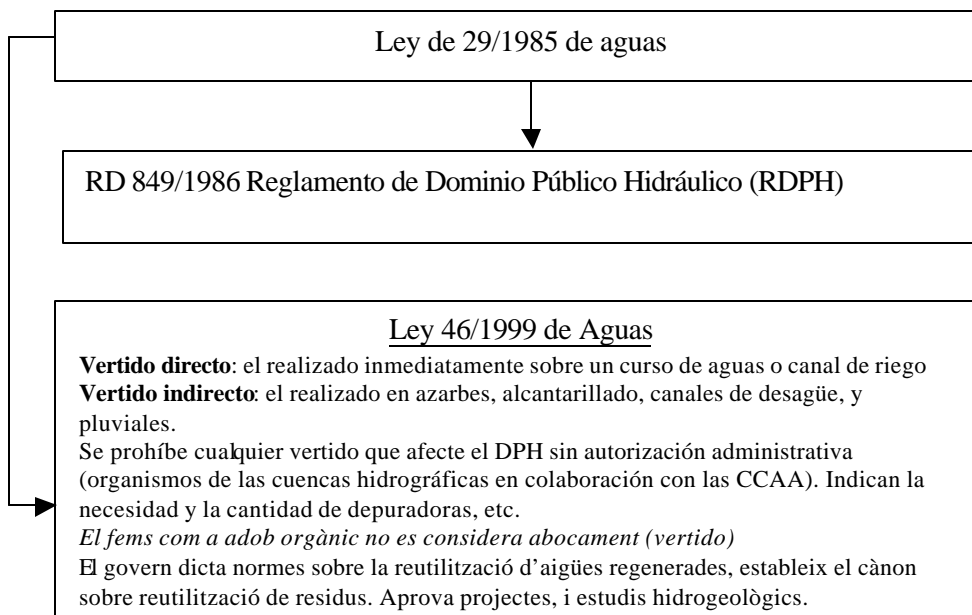 Ley de 29/1985 de aguas
RD 849/1986 Reglamento de Dominio Público Hidráulico (RDPH)
Ley 46/1999 de Aguas
Vertido directo: el realizado inmediatamente sobre un curso de aguas o canal de riego
Vertido indirecto: el realizado en azarbes, alcantarillado, canales de desagüe, y
pluviales.
Se prohíbe cualquier vertido que afecte el DPH sin autorización administrativa
(organismos de las cuencas hidrográficas en colaboración con las CCAA). Indican la
necesidad y la cantidad de depuradoras, etc.
El fems com a adob orgànic no es considera abocament (vertido)
El govern dicta normes sobre la reutilització d'aigües regenerades, estableix el cànon
sobre reutilització de residus. Aprova projectes, i estudis hidrogeològics.